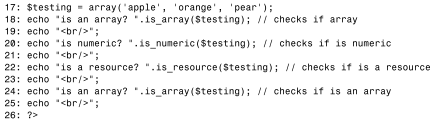 17: $testing = array('apple', 'orange', 'pear');
18: echo "is an array? ".is_array($testing); // checks if array
19: echo "<br/>";
20: echo "is numeric? ".is_numeric($testing); // checks if is numeric
21: echo "<br/>";
22: echo "is a resource? ".is_resource($testing); // checks if is a resource
23: echo "<br/>";
24: echo "is an array? ".is_array($testing); // checks if is an array
25: echo "<br/>";
26: ?>